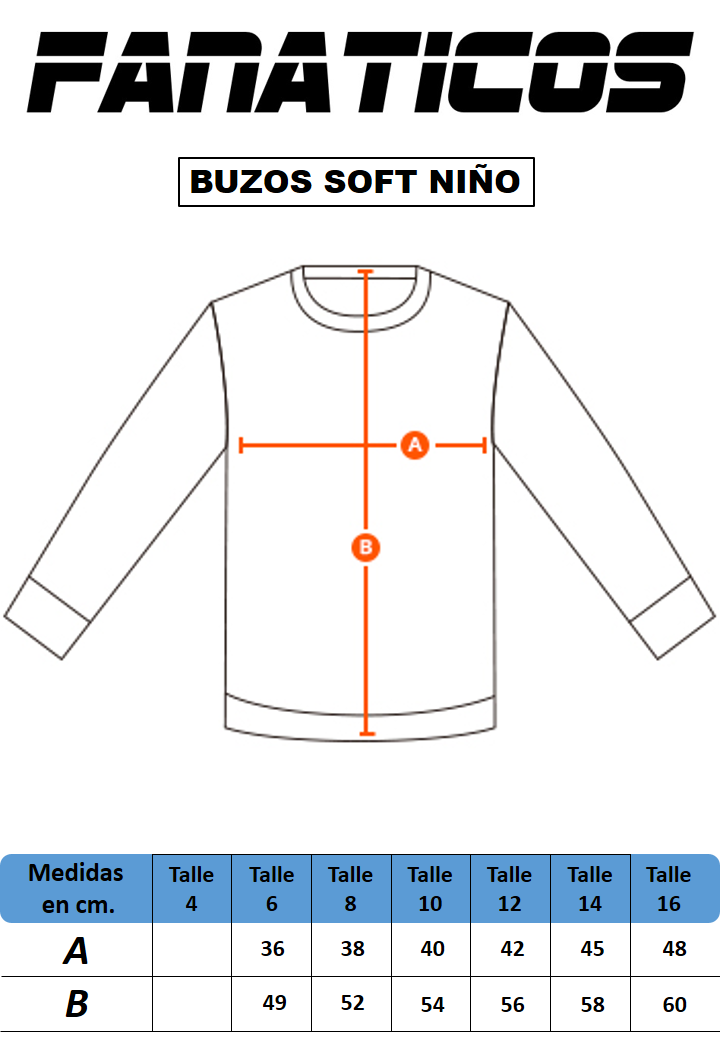 FANATICOS
BUZOS SOFT NIÑO
A
B
Medidas en cm. Talle 4 Talle 6 Talle 8 Talle 10 Talle 12 Talle 14 Talle 16
A 36 38 40 42 45 48
B 49 52 54 56 58 60